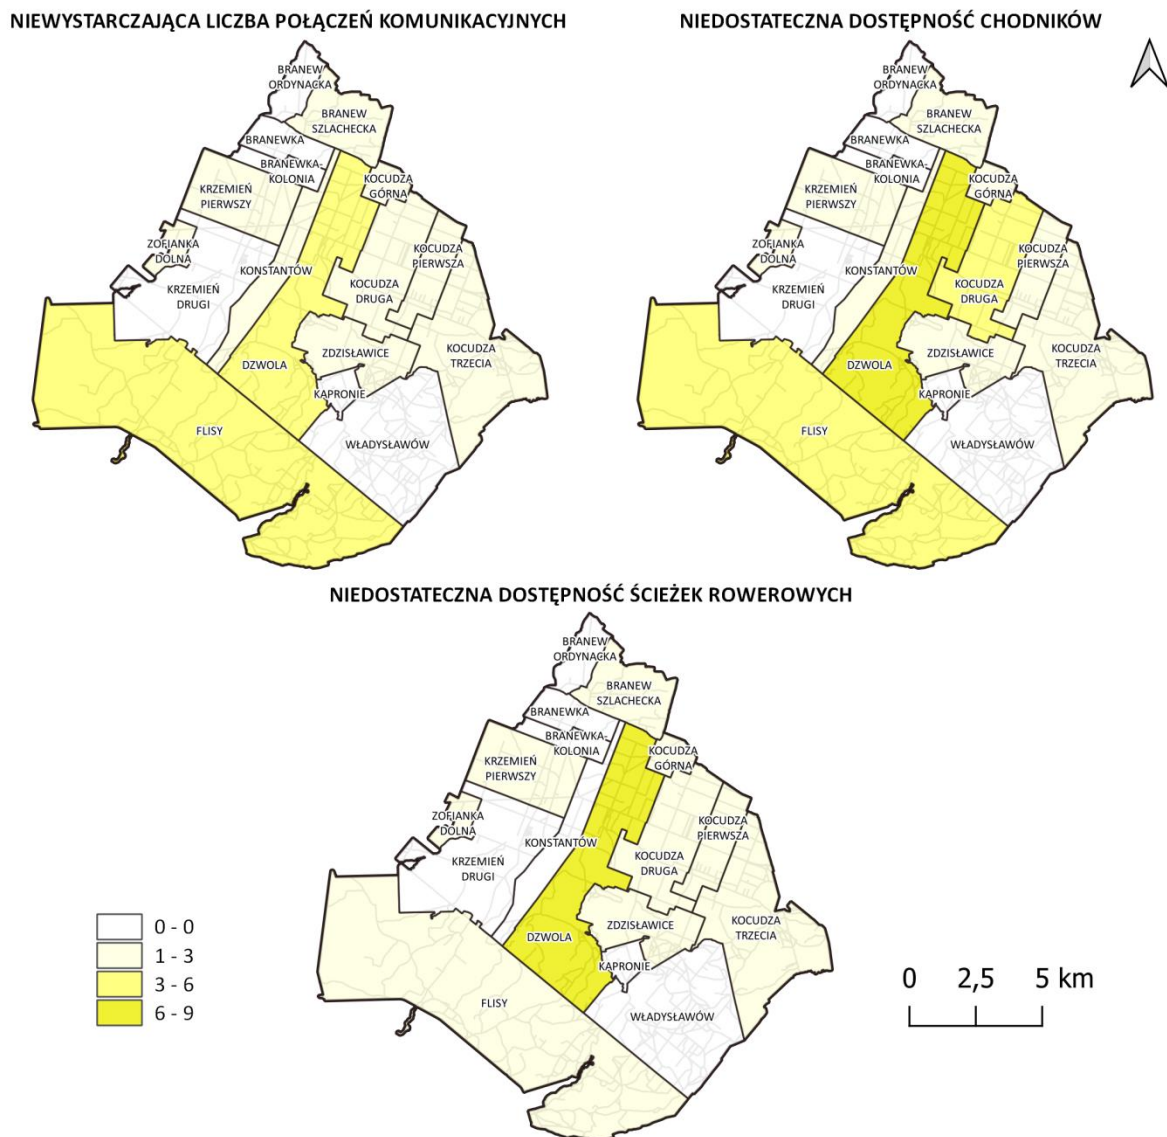 NIEWYSTARCZAJĄCA LICZBA POŁĄCZEŃ KOMUNIKACYJNYCH
BRANEW
ORDYNACKA
BRANEW
SZLACHECKA
BRANEWKA
BRANEWKA-
KOLONIA
KOCUDZA
GÓRNA
KRZEMIEŃ
PIERWSZY
ZOFIANKA
DOLNA
KOCUDZA
PIERWSZA
KONSTANTÓW
KRZEMIEŃ
DRUGI
KOCUDZA
DRUGA
ZDZISŁAWICE
KOCUDZA
TRZECIA
DZWOLA
KAPRONIE
FLISY
WŁADYSŁAWÓW
NIEDOSTATECZNA DOSTĘPNOŚĆ CHODNIKÓW
BRANEW
ORDYNACKA
BRANEW
SZLACHECKA
BRANEWKA
BRANEWKA-
KOLONIA
KOCUDZA
GÓRNA
KRZEMIEŃ
PIERWSZY
ZOFIANKA
DOLNA
KOCUDZA
PIERWSZA
KONSTANTÓW
KRZEMIEŃ
DRUGI
KOCUDZA
DRUGA
ZDZISŁAWICE
KOCUDZA
TRZECIA
DZWOLA
KAPRONIE
FLISY
WŁADYSŁAWÓW
NIEDOSTATECZNA DOSTĘPNOŚĆ ŚCIEŻEK ROWEROWYCH
BRANEW
ORDYNACKA
BRANEW
SZLACHECKA
BRANEWKA
BRANEWKA-
KOLONIA
KOCUDZA
GÓRNA
KRZEMIEŃ
PIERWSZY
ZOFIANKA
DOLNA
KOCUDZA
PIERWSZA
KONSTANTÓW
KRZEMIEŃ
DRUGI
KOCUDZA
DRUGA
ZDZISŁAWICE
KOCUDZA
TRZECIA
DZWOLA
KAPRONIE
FLISY
WŁADYSŁAWÓW
0 - 0
1 - 3
3 - 6
6 - 9
0 2,5 5 km